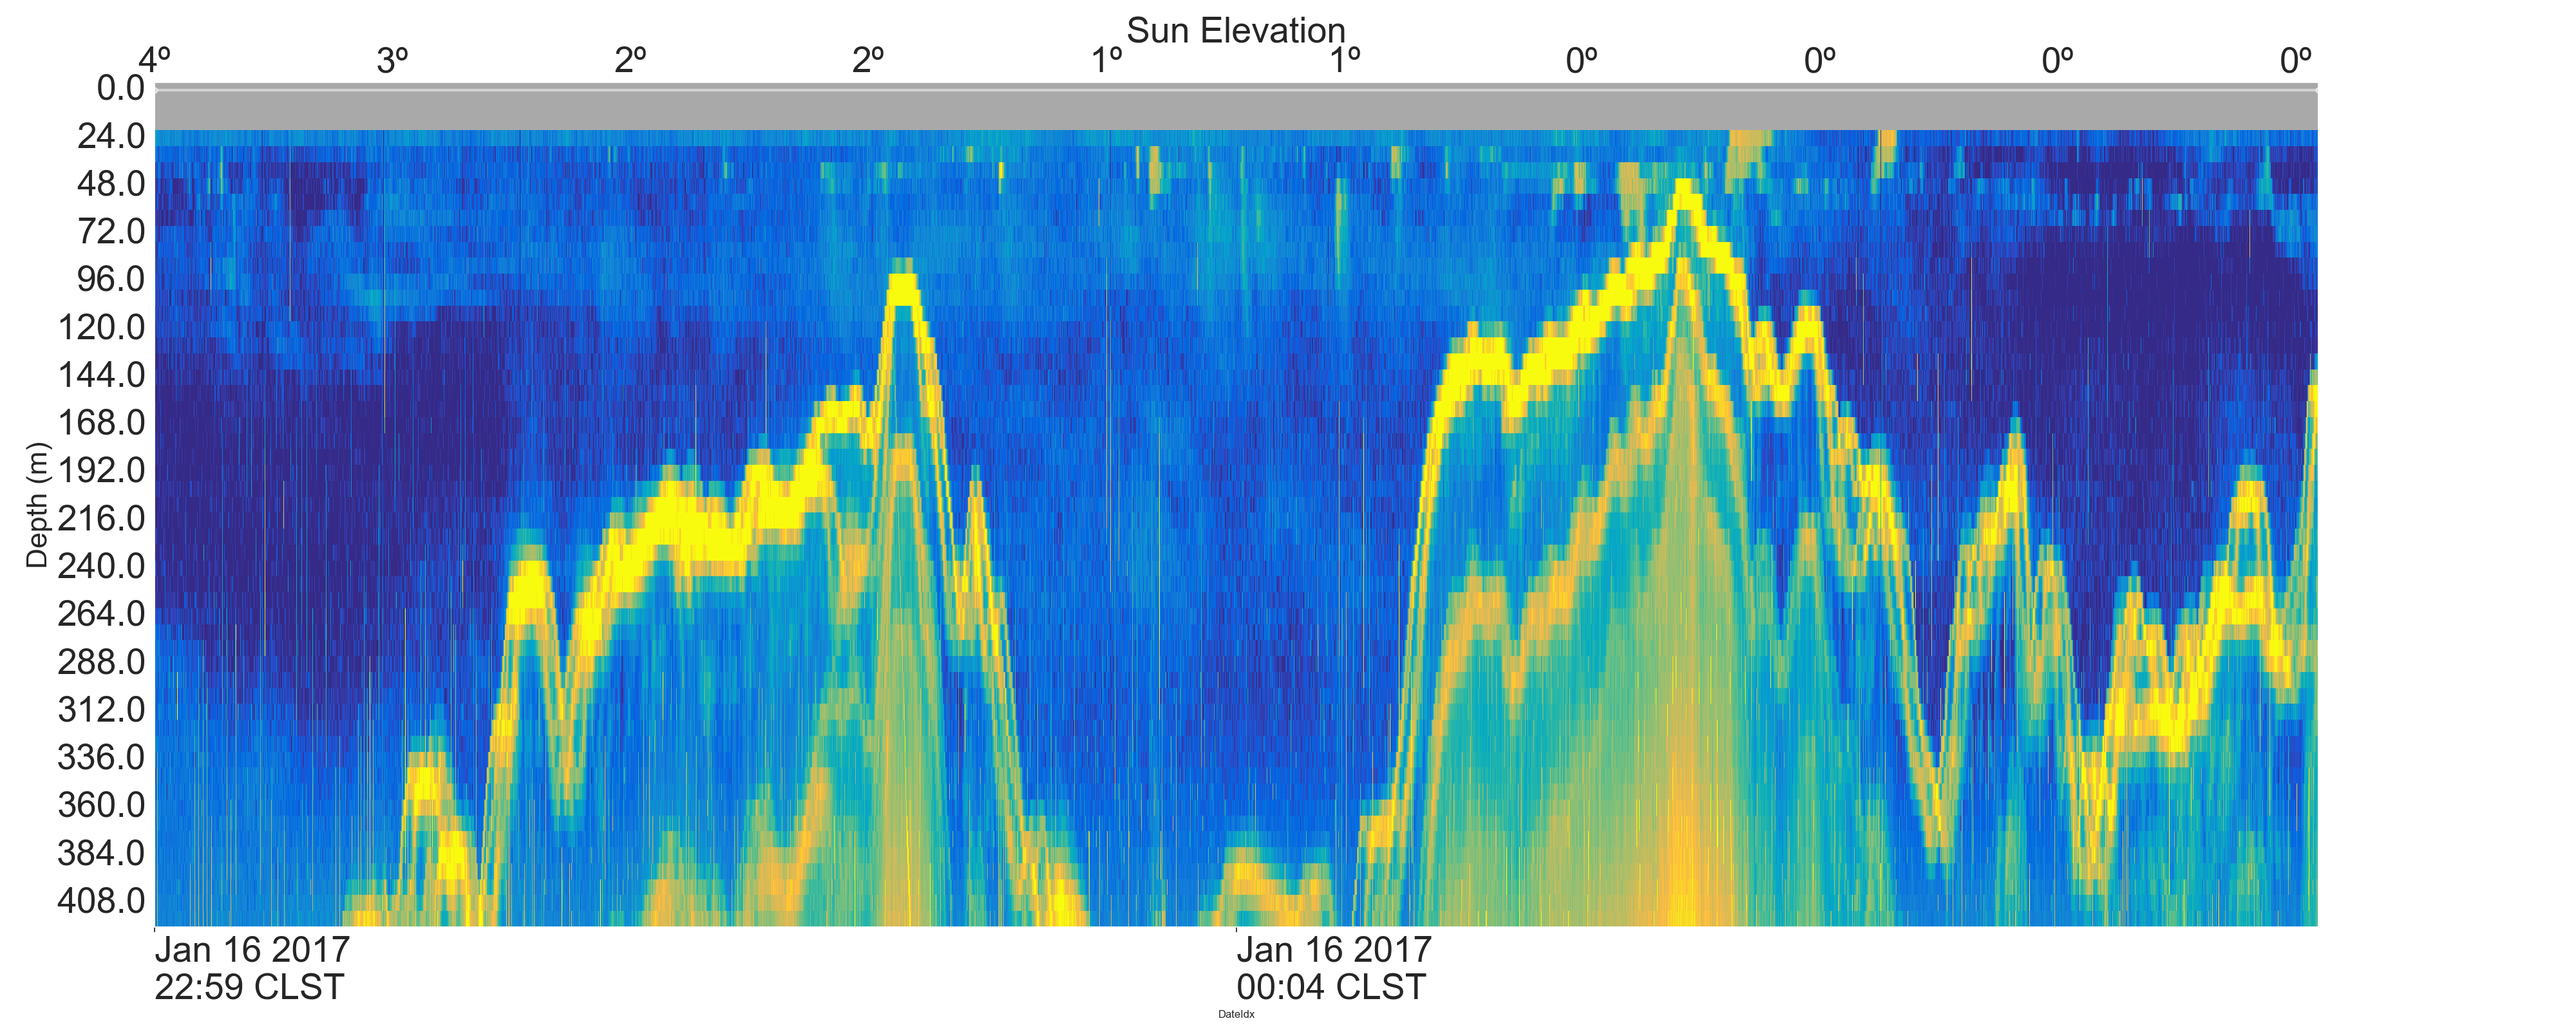 Sun Elevation
4º 3º 2º 2º 1º 1º 0º 0º 0º 0º
0.0
24.0
48.0
72.0
96.0
120.0
144.0
168.0
192.0
216.0
240.0
264.0
288.0
312.0
336.0
360.0
384.0
408.0
Depth (m)
Jan 16 2017
22:59 CLST
Jan 16 2017
00:04 CLST
DateIdx